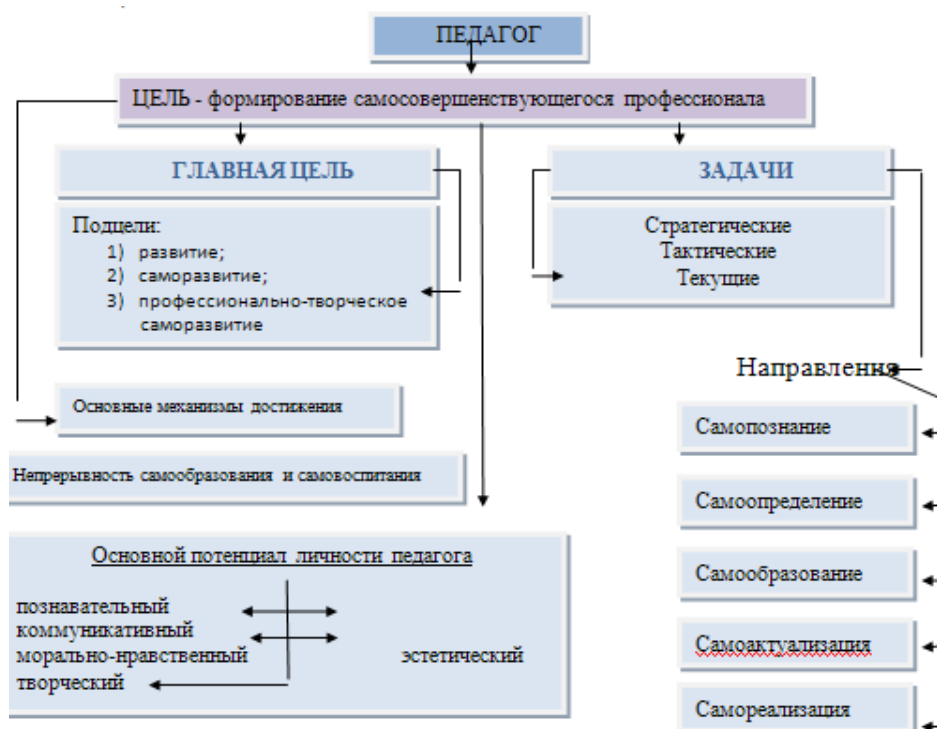 ПЕДАГОГ
ЦЕЛЬ - формирование самосовершенствующегося профессионала
ГЛАВНАЯ ЦЕЛЬ
Подцели:
1) развитие;
2) саморазвитие;
3) профессионально-творческое
саморазвитие
ЗАДАЧИ
Стратегические
Тактические
Текущие
Направления
Основные механизмы достижения
Непрерывность самообразования и самовоспитания
Основной потенциал личности педагога
познавательный
коммуникативный
морально-нравственный эстетический
творческий
Самопознание
Самоопределение
Самообразование
Самоактуализация
Самореализация